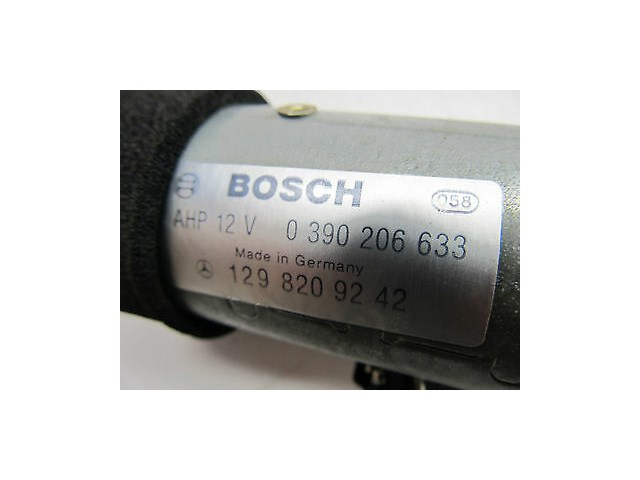 BOSCH 058
AHP 12 V 0 390 206 633
Made in Germany
129 820 92 42